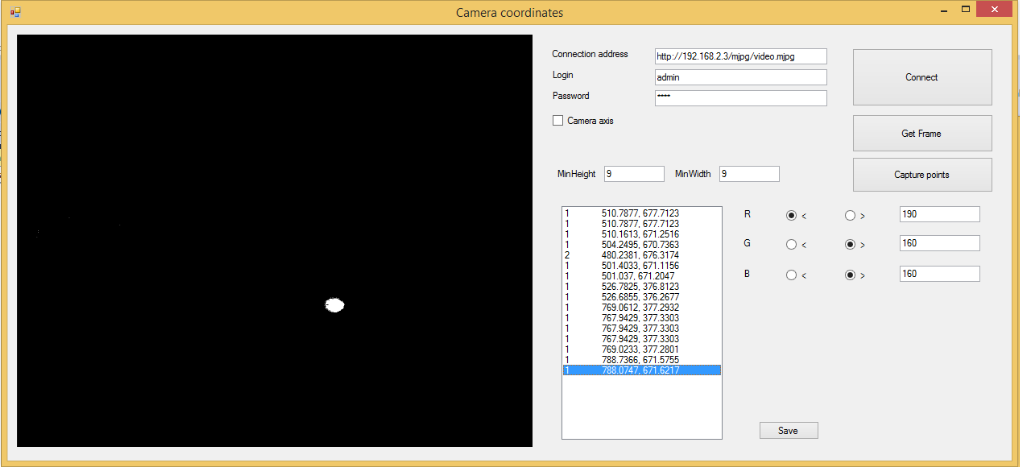 Camera coordinates
Connection address http://192.168.2.3/mjpg/video.mjpg
Connect
Login admin
Password ****
Camera axis
Get Frame
MinHeight 9 MinWidth 9
Capture points
1 510.7877, 677.7123
1 510.7877, 677.7123
1 510.1613, 671.2516
1 504.2495, 670.7363
2 480.2381, 676.3174
1 501.4033, 671.1156
1 501.037, 671.2047
1 526.7825, 376.8123
1 526.6855, 376.2677
1 769.0612, 377.2932
1 767.9429, 377.3303
1 767.9429, 377.3303
1 767.9429, 377.3303
1 769.0233, 377.2801
1 788.7366, 671.5755
1 788.0747, 671.6217
R < > 190
G < > 160
B < > 160
Save